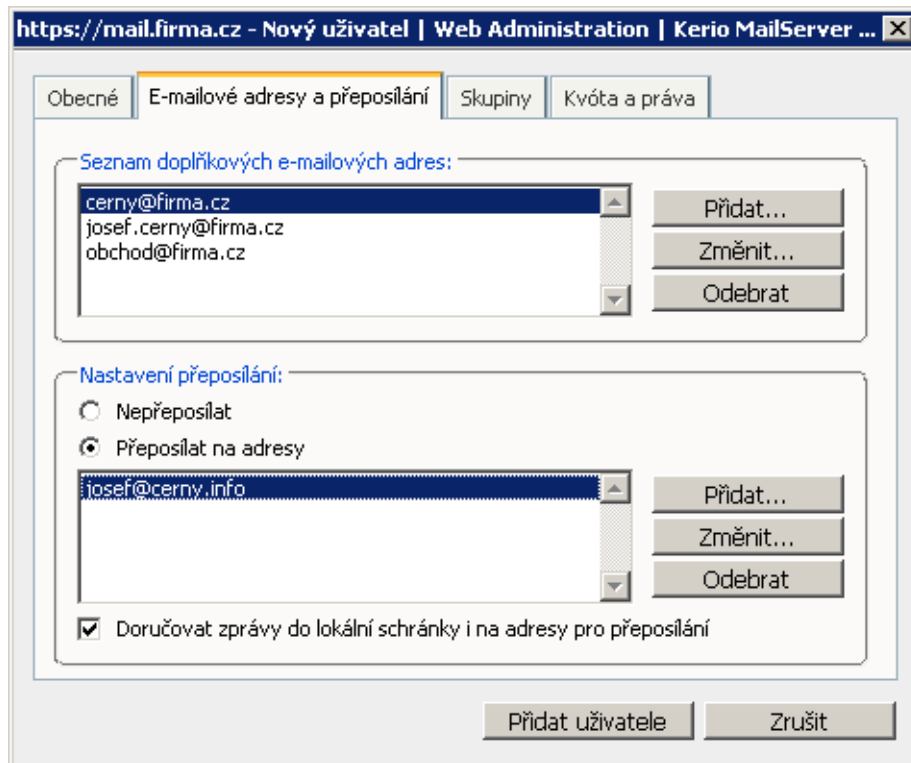 https://mail.firma.cz - Nový uživatel | Web Administration | Kerio MailServer ...
Obecné E-mailové adresy a přeposílání Skupiny Kvóta a práva
Seznam doplňkových e-mailových adres:
cerny@firma.cz
josef.cerny@firma.cz
obchod@firma.cz
Přidat...
Změnit...
Odebrat
Nastavení přeposílání:
Nepřeposílat
Přeposílat na adresy
josef@cerny.info
Přidat...
Změnit...
Odebrat
Doručovat zprávy do lokální schránky i na adresy pro přeposílání
Přidat uživatele Zrušit